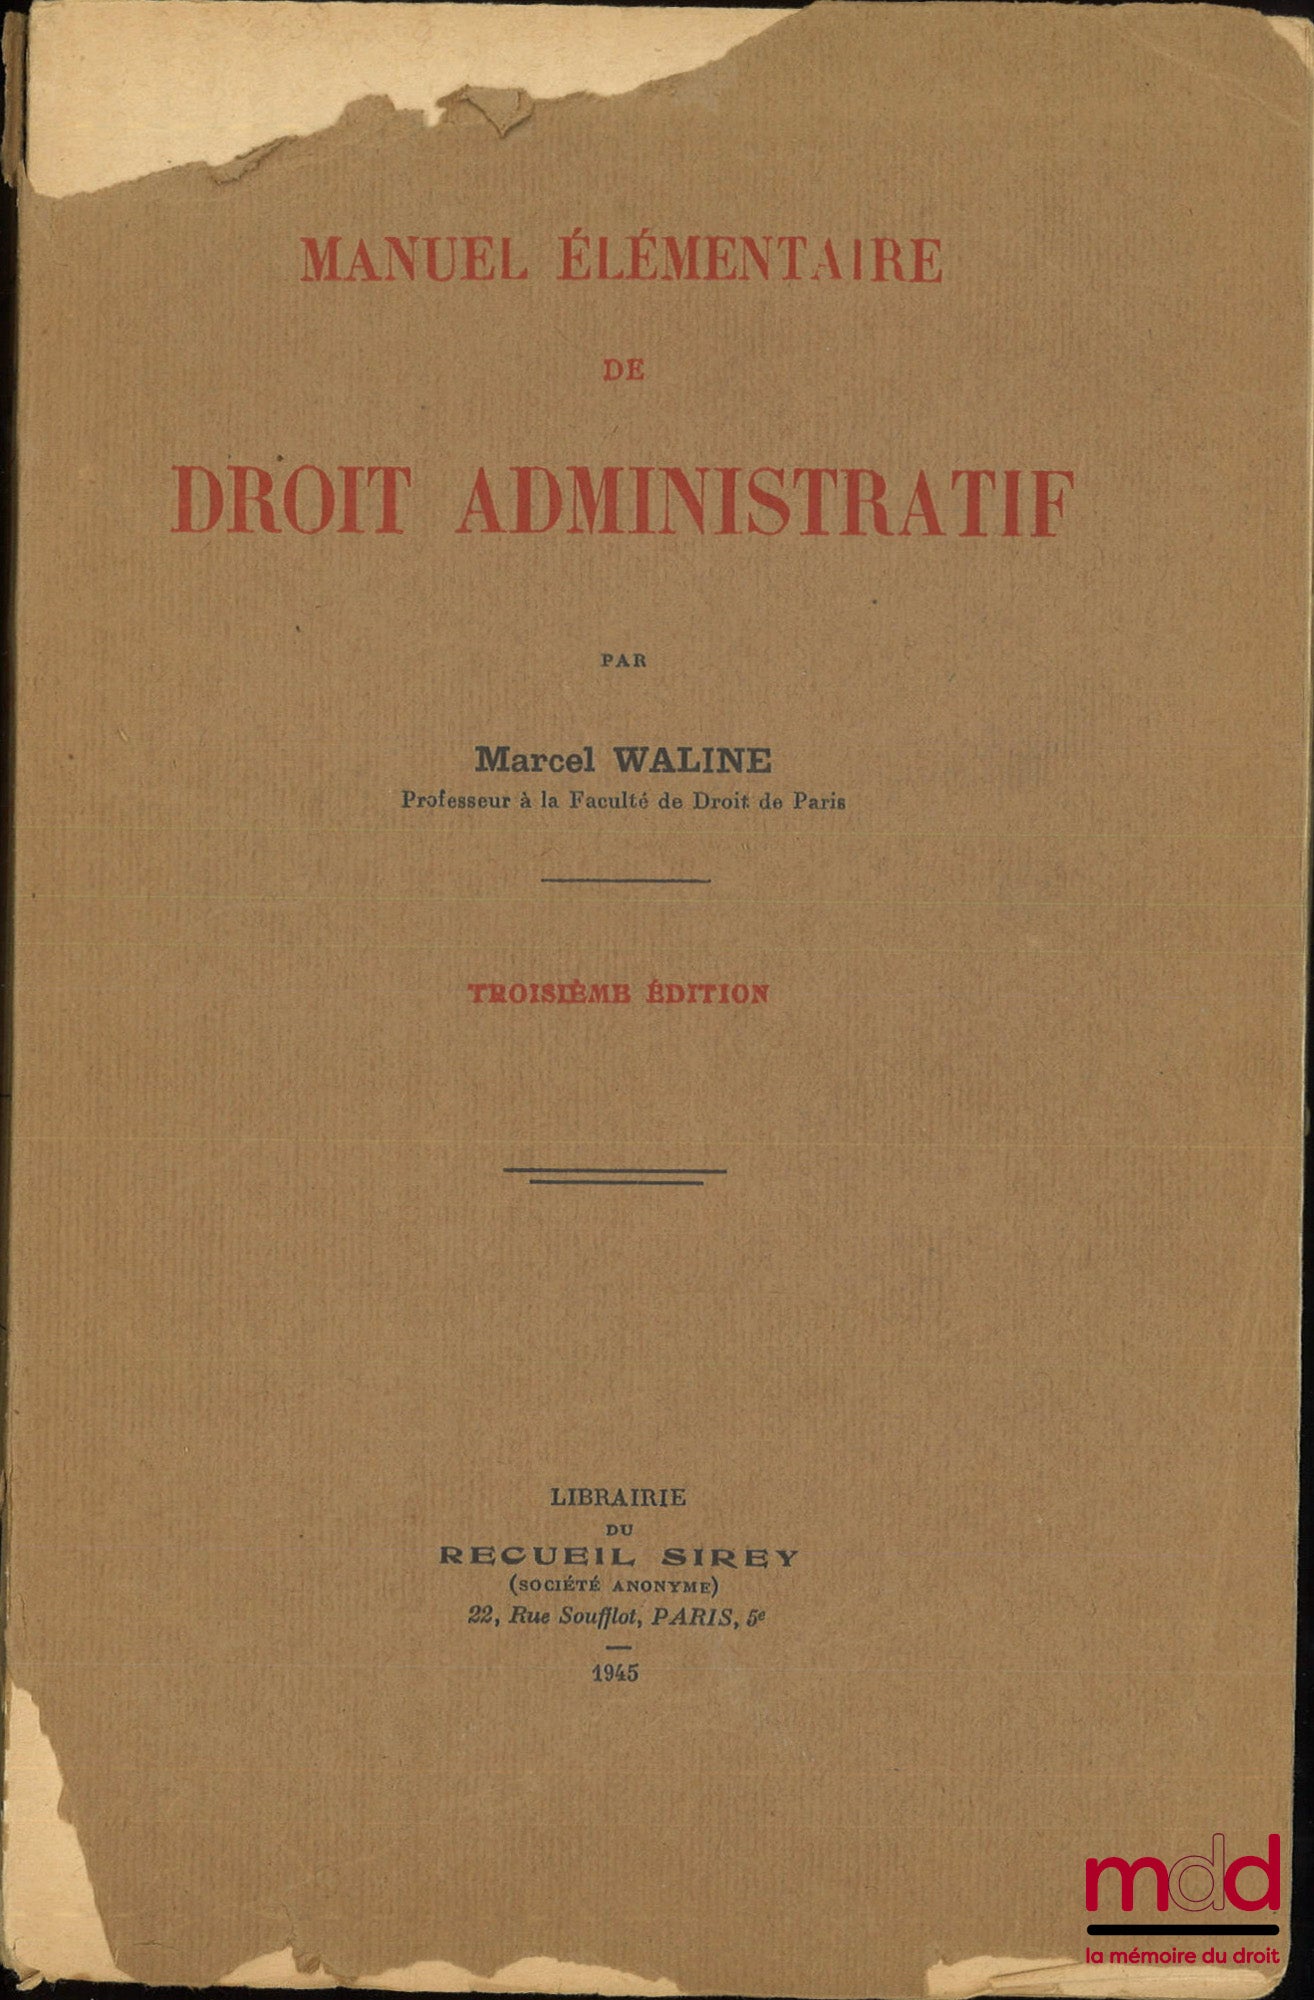 MANUEL ÉLÉMENTAIRE
DE
DROIT ADMINISTRATIF
PAR
Marcel WALINE
Professeur à la Faculté de Droit de Paris
TROISIÈME ÉDITION
LIBRAIRIE
DU
RECUEIL SIREY
(SOCIÉTÉ ANONYME)
22, Rue Soufflot, PARIS, 5e
1945
mdd
la mémoire du droit